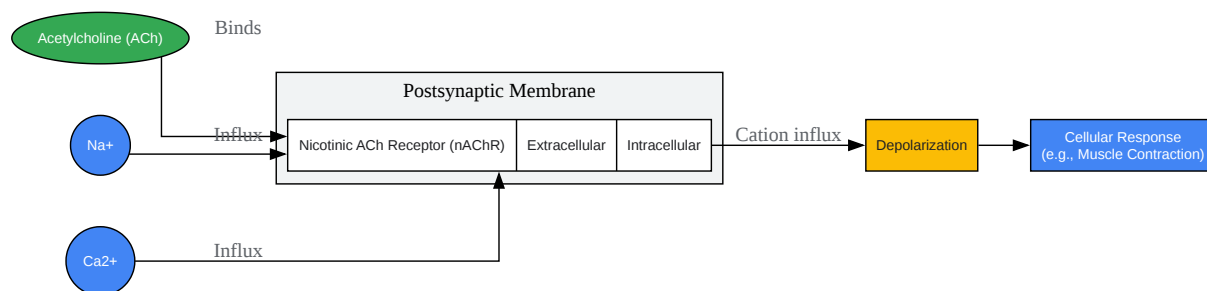 Acetylcholine (ACh)
Binds
Postsynaptic Membrane
Na+
Influx
Nicotinic ACh Receptor (nAChR)
Extracellular
Intracellular
Cation influx
Depolarization
Cellular Response
(e.g., Muscle Contraction)
Ca2+
Influx